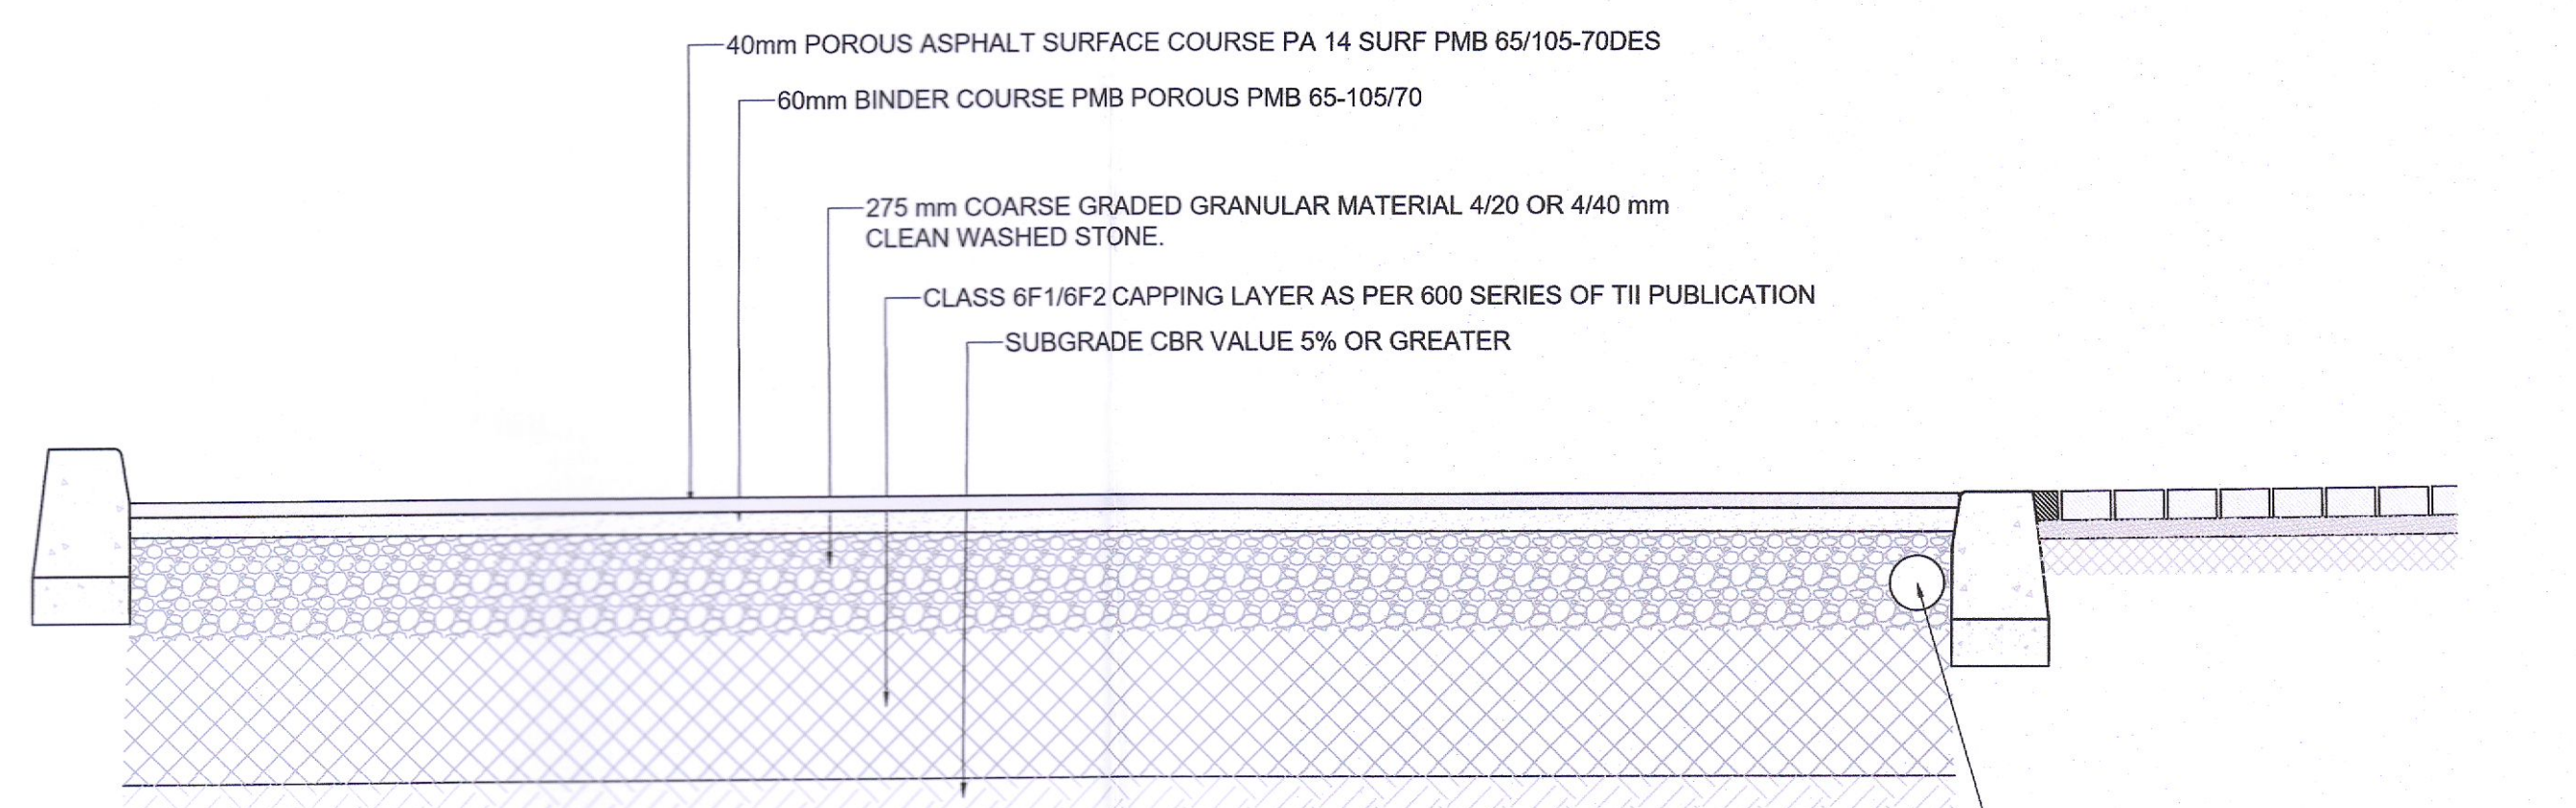 40mm POROUS ASPHALT SURFACE COURSE PA 14 SURF PMB 65/105-70DES
60mm BINDER COURSE PMB POROUS PMB 65-105/70
275 mm COARSE GRADED GRANULAR MATERIAL 4/20 OR 4/40 mm
CLEAN WASHED STONE.
CLASS 6F1/6F2 CAPPING LAYER AS PER 600 SERIES OF TII PUBLICATION
SUBGRADE CBR VALUE 5% OR GREATER